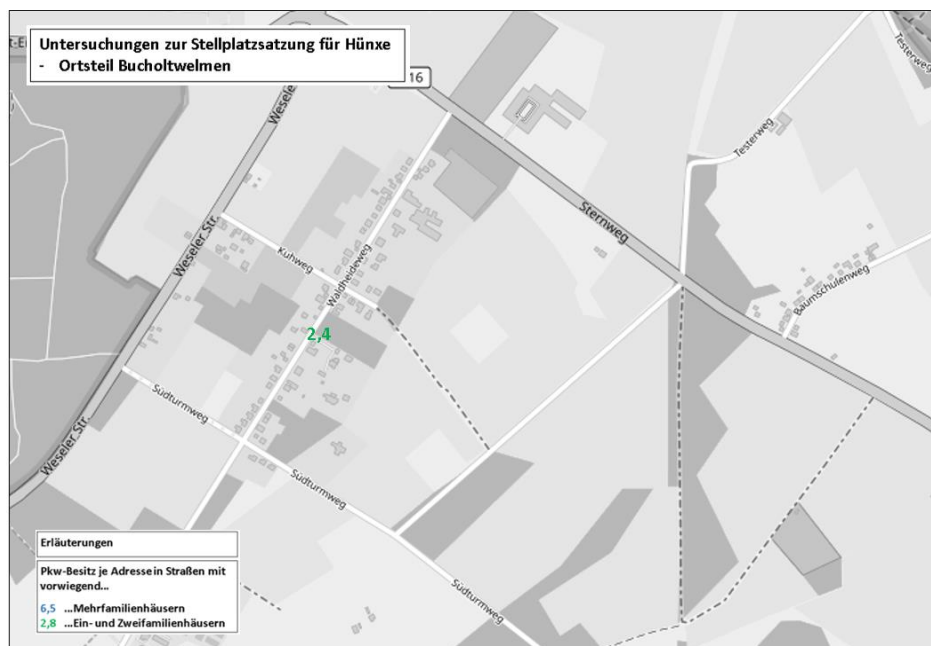 Untersuchungen zur Stellplatzsatzung für Hünxe
- Ortsteil Bucholtwelmen
16
Testerweg
Weseler
Testerweg
Sternweg
Weseler Str.
Kuhweg
Waldheideweg
Baumschulenweg
2,4
Südturmweg
Weseler Str.
Südturmweg
Südturmweg
Erläuterungen
Pkw-Besitz je Adresse in Straßen mit
vorwiegend...
6,5 ...Mehrfamilienhäusern
2,8 ...Ein- und Zweifamilienhäusern